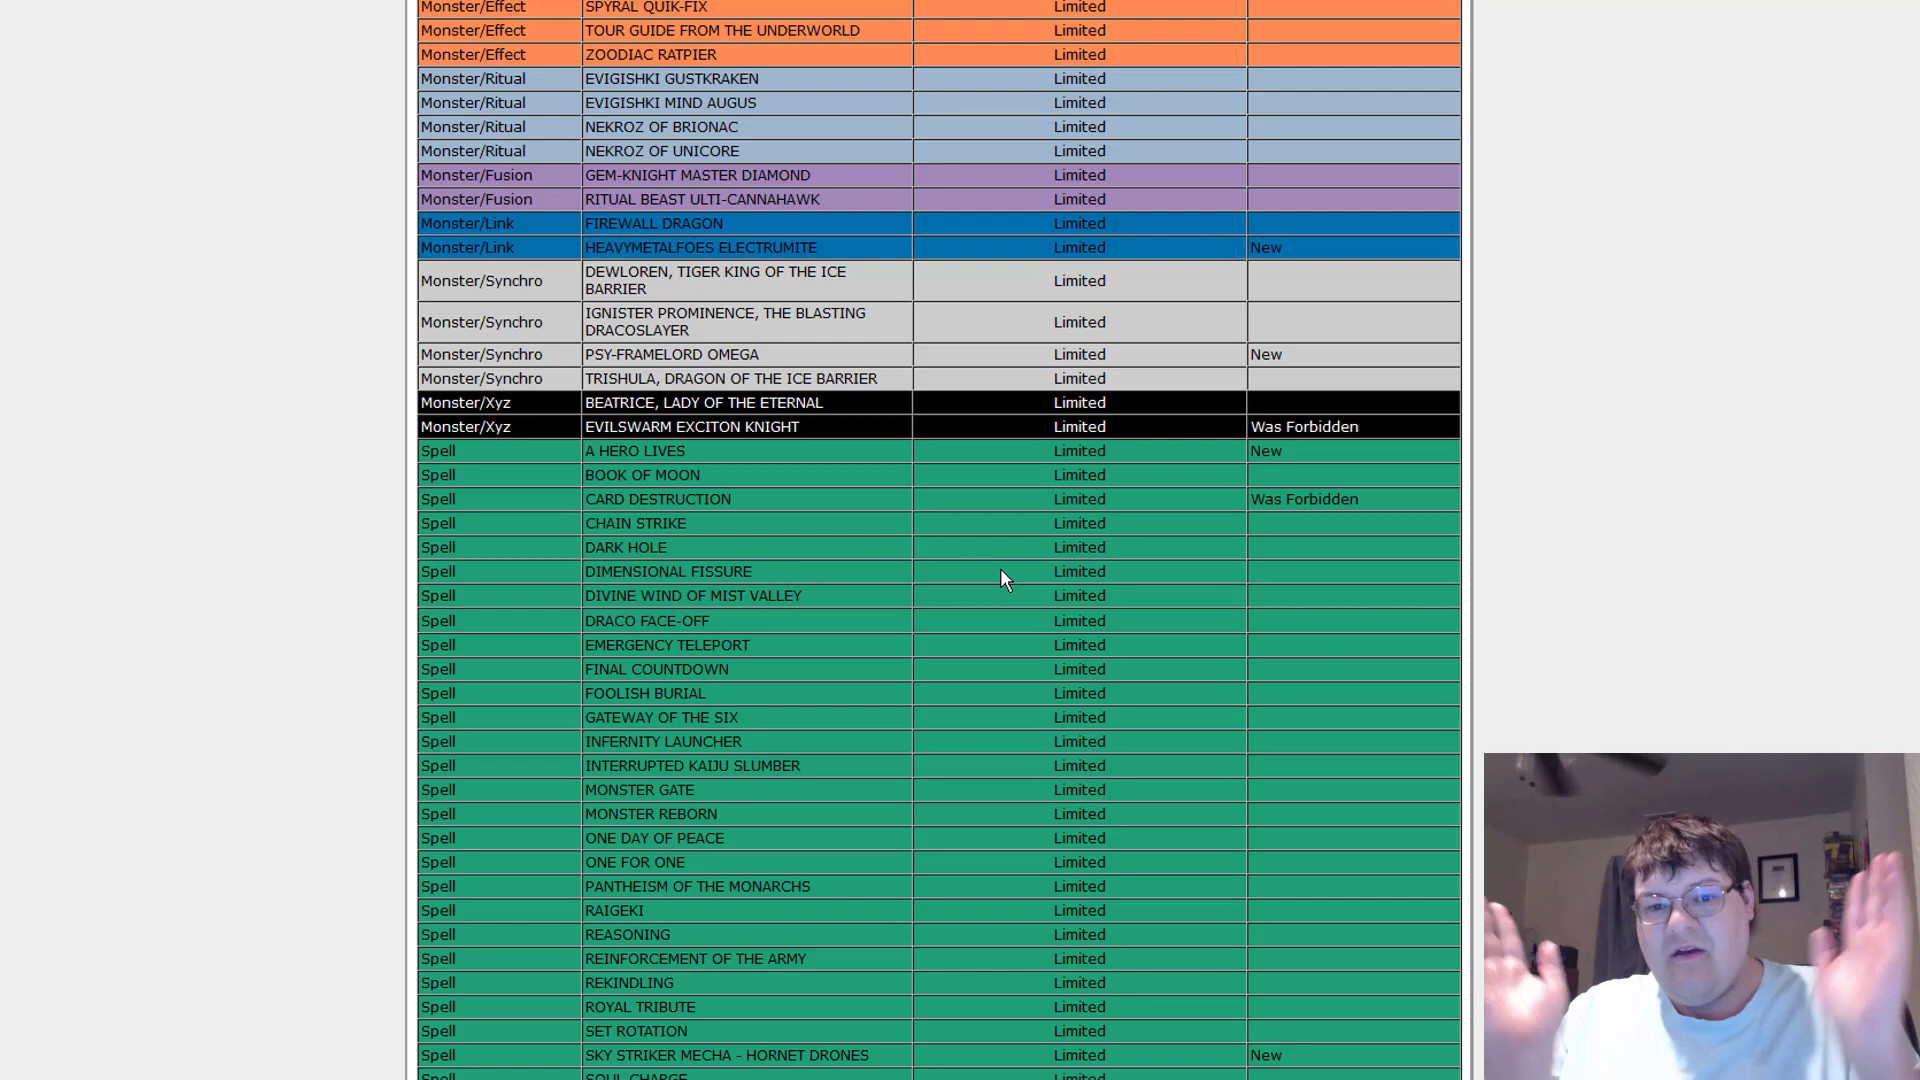 Monster/Effect SPYRAL QUIK-FIX Limited
Monster/Effect TOUR GUIDE FROM THE UNDERWORLD Limited
Monster/Effect ZOODIAC RATPIER Limited
Monster/Ritual EVIGISHKI GUSTKRAKEN Limited
Monster/Ritual EVIGISHKI MIND AUGUS Limited
Monster/Ritual NEKROZ OF BRIONAC Limited
Monster/Ritual NEKROZ OF UNICORE Limited
Monster/Fusion GEM-KNIGHT MASTER DIAMOND Limited
Monster/Fusion RITUAL BEAST ULTI-CANNAHAWK Limited
Monster/Link FIREWALL DRAGON Limited
Monster/Link HEAVYMETALFOES ELECTRUMITE Limited New
Monster/Synchro DEWLOREN, TIGER KING OF THE ICE
BARRIER Limited
Monster/Synchro IGNISTER PROMINENCE, THE BLASTING
DRACOSLAYER Limited
Monster/Synchro PSY-FRAMELORD OMEGA Limited New
Monster/Synchro TRISHULA, DRAGON OF THE ICE BARRIER Limited
Monster/Xyz BEATRICE, LADY OF THE ETERNAL Limited
Monster/Xyz EVILSWARM EXCITON KNIGHT Limited Was Forbidden
Spell A HERO LIVES Limited New
Spell BOOK OF MOON Limited
Spell CARD DESTRUCTION Limited Was Forbidden
Spell CHAIN STRIKE Limited
Spell DARK HOLE Limited
Spell DIMENSIONAL FISSURE Limited
Spell DIVINE WIND OF MIST VALLEY Limited
Spell DRACO FACE-OFF Limited
Spell EMERGENCY TELEPORT Limited
Spell FINAL COUNTDOWN Limited
Spell FOOLISH BURIAL Limited
Spell GATEWAY OF THE SIX Limited
Spell INFERNITY LAUNCHER Limited
Spell INTERRUPTED KAIJU SLUMBER Limited
Spell MONSTER GATE Limited
Spell MONSTER REBORN Limited
Spell ONE DAY OF PEACE Limited
Spell ONE FOR ONE Limited
Spell PANTHEISM OF THE MONARCHS Limited
Spell RAIGEKI Limited
Spell REASONING Limited
Spell REINFORCEMENT OF THE ARMY Limited
Spell REKINDLING Limited
Spell ROYAL TRIBUTE Limited
Spell SET ROTATION Limited
Spell SKY STRIKER MECHA - HORNET DRONES Limited New
Spell SOUL CHARGE Limited